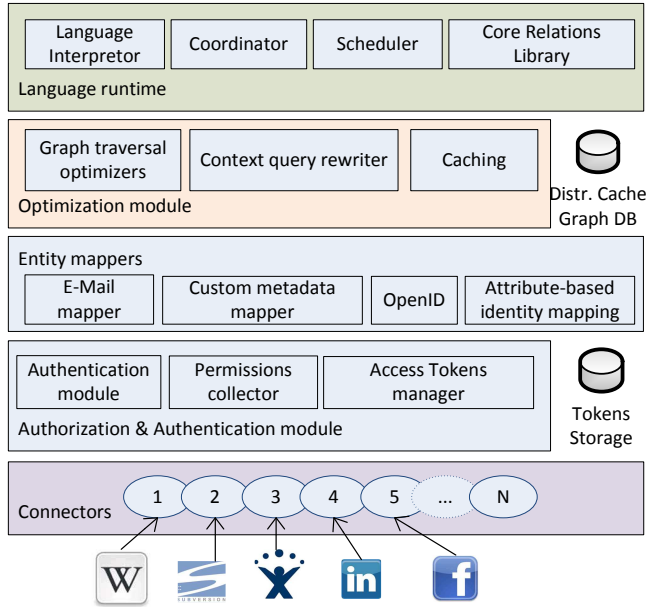 Language
Interpretor
Coordinator
Scheduler
Core Relations
Library
Language runtime
Graph traversal
optimizers
Context query rewriter
Caching
Optimization module
Distr. Cache
Graph DB
Entity mappers
E-Mail
mapper
Custom metadata
mapper
OpenID
Attribute-based
identity mapping
Authentication
module
Permissions
collector
Access Tokens
manager
Authorization & Authentication module
Tokens
Storage
Connectors
1
2
3
4
5
...
N
W
SUBVERSION
in
f